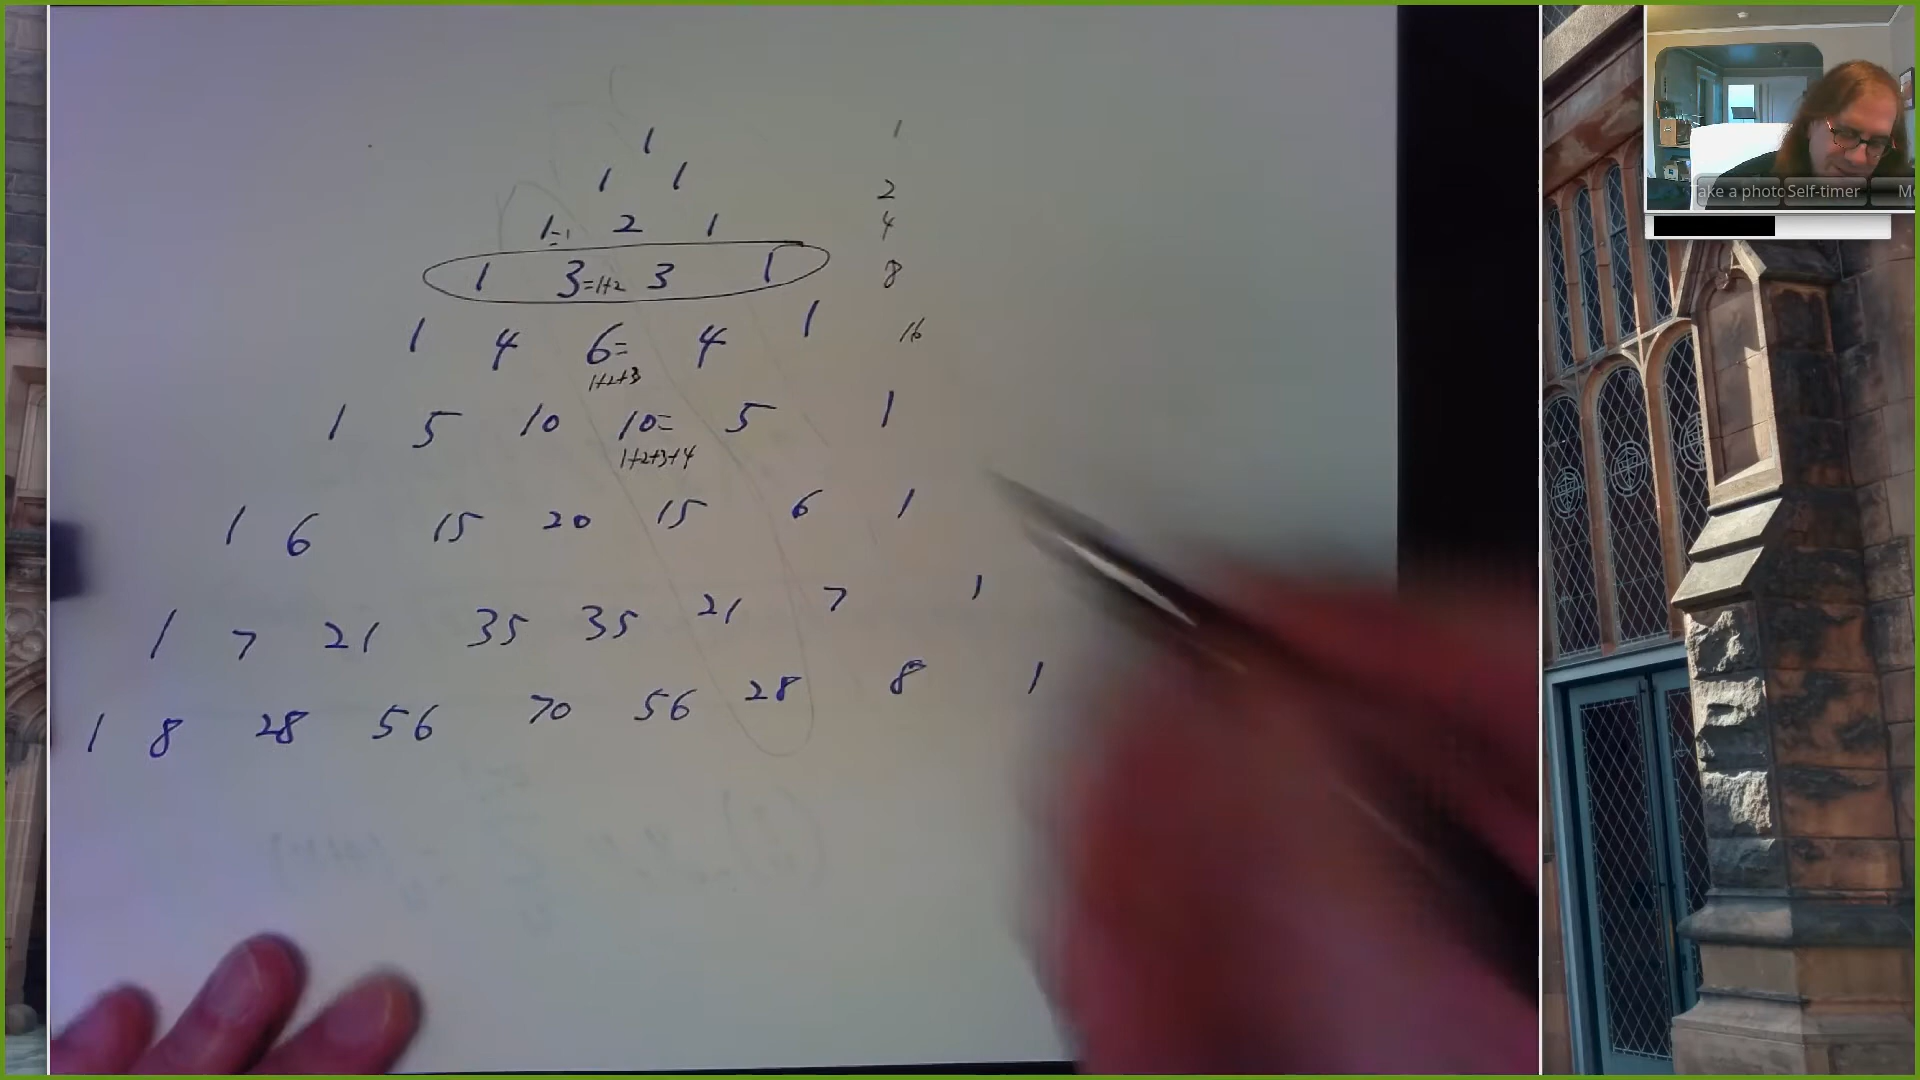 1 1
1 1 2
1=1 2 1 4
1 3=1+2 3 1 8
1 4 6= 4 1 16
1+2+3
1 5 10 10= 5 1
1+2+3+4
1 6 15 20 15 6 1
1 7 21 35 35 21 7 1
1 8 28 56 70 56 28 8 1
Take a photo Self-timer